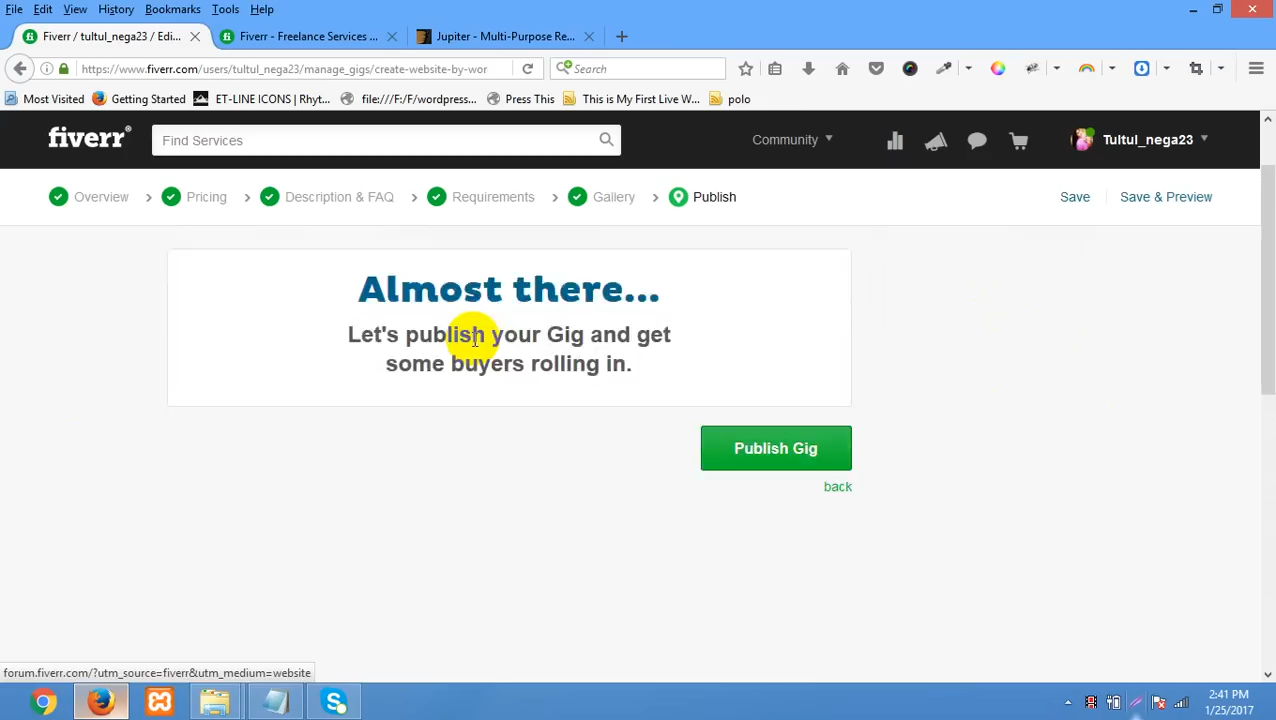 File Edit View History Bookmarks Tools Help
Fiverr / tultul_nega23 / Edi... Fiverr - Freelance Services ... Jupiter - Multi-Purpose Re...
https://www.fiverr.com/users/tultul_nega23/manage_gigs/create-website-by-wor Search
Most Visited Getting Started ET-LINE ICONS | Rhyt... file:///F:/F/wordpress... Press This This is My First Live W... polo
fiverr® Find Services Community Tultul_nega23
Overview Pricing Description & FAQ Requirements Gallery Publish Save Save & Preview
Almost there...
Let's publish your Gig and get
some buyers rolling in.
Publish Gig
back
forum.fiverr.com/?utm_source=fiverr&utm_medium=website
2:41 PM
1/25/2017